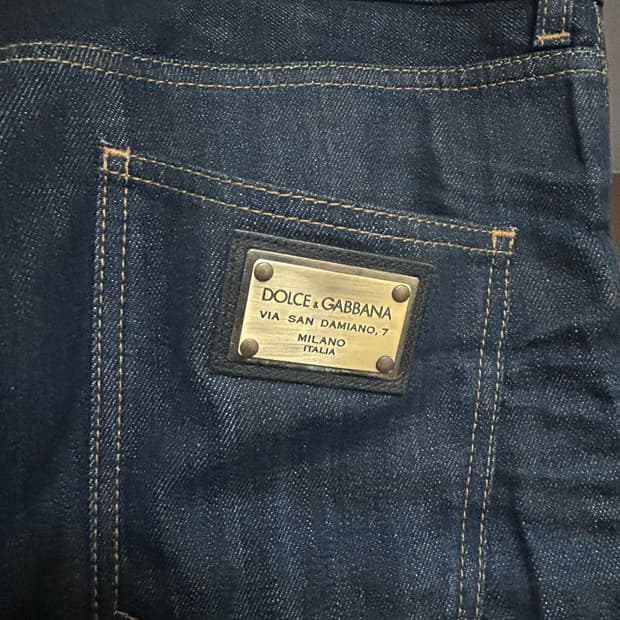 DOLCE & GABBANA
VIA SAN DAMIANO, 7
MILANO
ITALIA